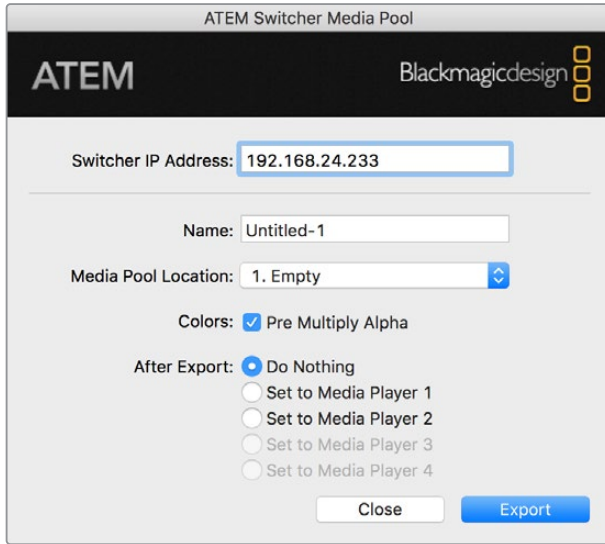 ATEM Switcher Media Pool
ATEM Blackmagicdesign
Switcher IP Address: 192.168.24.233
Name: Untitled-1
Media Pool Location: 1. Empty
Colors: Pre Multiply Alpha
After Export: Do Nothing
Set to Media Player 1
Set to Media Player 2
Set to Media Player 3
Set to Media Player 4
Close Export